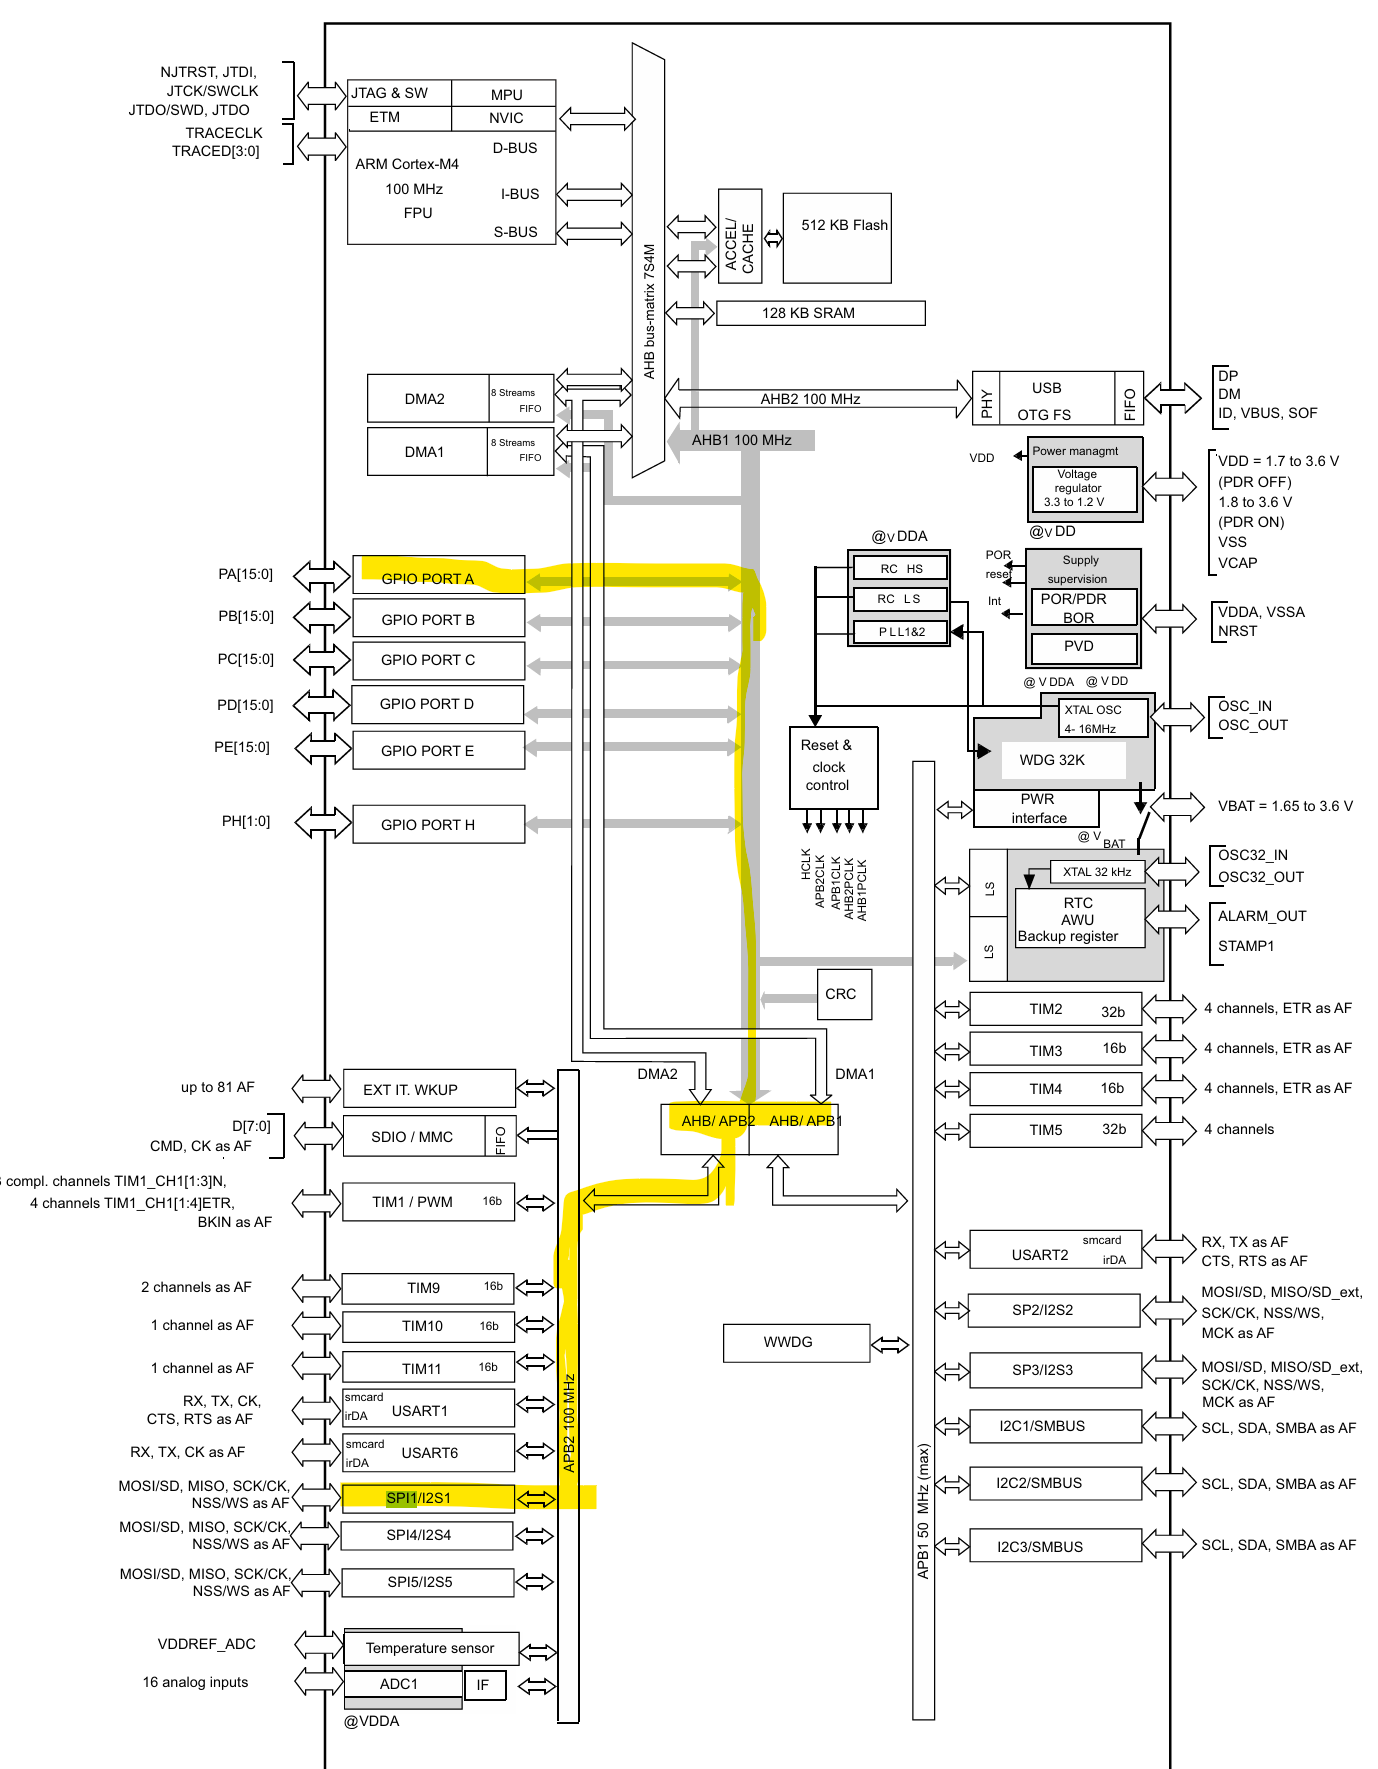 NJTRST, JTDI,
JTCK/SWCLK
JTDO/SWD, JTDO
TRACECLK
TRACED[3:0]
JTAG & SW
MPU
ETM
NVIC
D-BUS
ARM Cortex-M4
100 MHz
FPU
I-BUS
S-BUS
AHB bus-matrix 7S4M
ACCEL/
CACHE
512 KB Flash
128 KB SRAM
DMA2
8 Streams
FIFO
DMA1
8 Streams
FIFO
AHB2 100 MHz
AHB1 100 MHz
PHY
USB
OTG FS
FIFO
DP
DM
ID, VBUS, SOF
VDD
Power managmt
Voltage
regulator
3.3 to 1.2 V
@VDD
VDD = 1.7 to 3.6 V
(PDR OFF)
1.8 to 3.6 V
(PDR ON)
VSS
VCAP
@VDDA
RC HS
RC LS
PLL1&2
POR
reset
Int
Supply
supervision
POR/PDR
BOR
PVD
VDDA, VSSA
NRST
@VDDA @VDD
XTAL OSC
4- 16MHz
OSC_IN
OSC_OUT
WDG 32K
PWR
interface
VBAT = 1.65 to 3.6 V
@VBAT
Reset &
clock
control
HCLK
APB2CLK
APB1CLK
AHB2PCLK
AHB1PCLK
LS
LS
XTAL 32 kHz
RTC
AWU
Backup register
OSC32_IN
OSC32_OUT
ALARM_OUT
STAMP1
PA[15:0]
GPIO PORT A
PB[15:0]
GPIO PORT B
PC[15:0]
GPIO PORT C
PD[15:0]
GPIO PORT D
PE[15:0]
GPIO PORT E
PH[1:0]
GPIO PORT H
CRC
DMA2
DMA1
AHB/ APB2
AHB/ APB1
TIM2 32b
4 channels, ETR as AF
TIM3 16b
4 channels, ETR as AF
TIM4 16b
4 channels, ETR as AF
TIM5 32b
4 channels
up to 81 AF
EXT IT. WKUP
D[7:0]
CMD, CK as AF
SDIO / MMC
FIFO
3 compl. channels TIM1_CH1[1:3]N,
4 channels TIM1_CH1[1:4]ETR,
BKIN as AF
TIM1 / PWM 16b
2 channels as AF
TIM9 16b
1 channel as AF
TIM10 16b
1 channel as AF
TIM11 16b
RX, TX, CK,
CTS, RTS as AF
smcard
irDA
USART1
RX, TX, CK as AF
smcard
irDA
USART6
MOSI/SD, MISO, SCK/CK,
NSS/WS as AF
SPI1/I2S1
MOSI/SD, MISO, SCK/CK,
NSS/WS as AF
SPI4/I2S4
MOSI/SD, MISO, SCK/CK,
NSS/WS as AF
SPI5/I2S5
VDDREF_ADC
Temperature sensor
16 analog inputs
ADC1
IF
@VDDA
APB2 100 MHz
WWDG
APB1 50 MHz (max)
USART2
smcard
irDA
RX, TX as AF
CTS, RTS as AF
SP2/I2S2
MOSI/SD, MISO/SD_ext,
SCK/CK, NSS/WS,
MCK as AF
SP3/I2S3
MOSI/SD, MISO/SD_ext,
SCK/CK, NSS/WS,
MCK as AF
I2C1/SMBUS
SCL, SDA, SMBA as AF
I2C2/SMBUS
SCL, SDA, SMBA as AF
I2C3/SMBUS
SCL, SDA, SMBA as AF